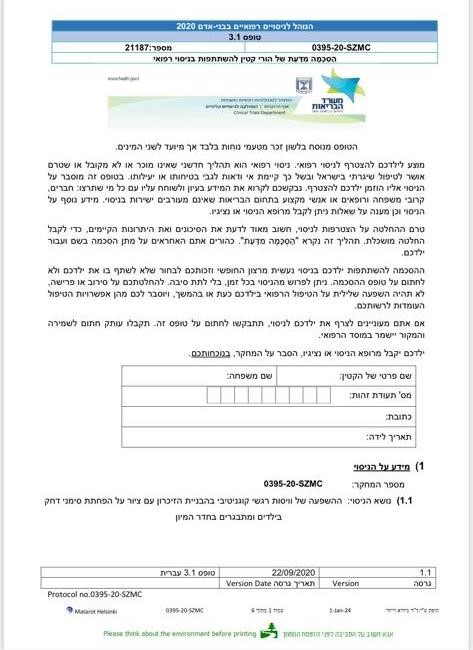 הנוהל לניסויים רפואיים בבני-אדם 2020
טופס 3.1
0395-20-SZMC מספר:21187
הסכמה מדעת של הורי קטין להשתתפות בניסוי רפואי
www.health.gov.il
משרד
הבריאות
Clinical Trials Department
הטופס מנוסח בלשון זכר מטעמי נוחות בלבד אך מיועד לשני המינים.
מוצע לילדכם להצטרף לניסוי רפואי. ניסוי רפואי הוא תהליך חדשני שאינו מוכר או לא מקובל או שטרם
אושר לטיפול שיגרתי בישראל ובשל כך קיימת אי ודאות לגבי בטיחותו או יעילותו. בטופס זה מוסבר על
הניסוי אליו הוזמן ילדכם להצטרף. נבקשכם לקרוא את המידע בעיון ולשוחח עליו עם כל מי שתרצו: חברים,
קרובי משפחה ורופאים או אנשי מקצוע בתחום הבריאות שאינם מעורבים ישירות בניסוי. מידע נוסף על
הניסוי וכן מענה על שאלות ניתן לקבל מרופא הניסוי או נציגיו.
טרם ההחלטה על הצטרפות לניסוי, חשוב מאוד לדעת את הסיכונים ואת היתרונות הקיימים, כדי לקבל
החלטה מושכלת. תהליך זה נקרא "הסכמה מדעת". כהורים אתם האחראים על מתן הסכמה בשם ועבור
ילדכם.
ההסכמה להשתתפות ילדכם בניסוי נעשית מרצון החופשי וזכותכם לבחור שלא לשתף בו את ילדכם ולא
לחתום על טופס ההסכמה. ניתן לפרוש מהניסוי בכל זמן, בלי לתת סיבה. להחלטתכם על סירוב או פרישה,
לא תהיה השפעה שלילית על הטיפול הרפואי בילדכם כעת או בהמשך, ויוסבר לכם מהן אפשרויות הטיפול
העומדות לרשותכם.
אם אתם מעוניינים לצרף את ילדכם לניסוי, תתבקשו לחתום על טופס זה. תקבלו עותק חתום לשמירה
והמקור יישמר במוסד הרפואי.
ילדכם יקבל מרופא הניסוי או נציגיו, הסבר על המחקר, בנוכחותכם.
שם פרטי של הקטין: שם משפחה:
מס' תעודת זהות:
כתובת:
תאריך לידה:
1) מידע על הניסוי
מספר המחקר: 0395-20-SZMC
1.1) נושא הניסוי: ההשפעה של וויסות רגשי קוגניטיבי בהבניית הזיכרון עם ציור על הפחתת סימני דחק
בילדים ומתבגרים בחדר המיון
1.1 22/09/2020 טופס 3.1 עברית
גרסה Version תאריך גרסה Version Date
Protocol no.0395-20-SZMC
Matarot Helsinki 0395-20-SZMC עמוד 1 מתוך 6 1-Jan-24
Please think about the environment before printing אנא חשוב על הסביבה לפני הדפסת המסמך